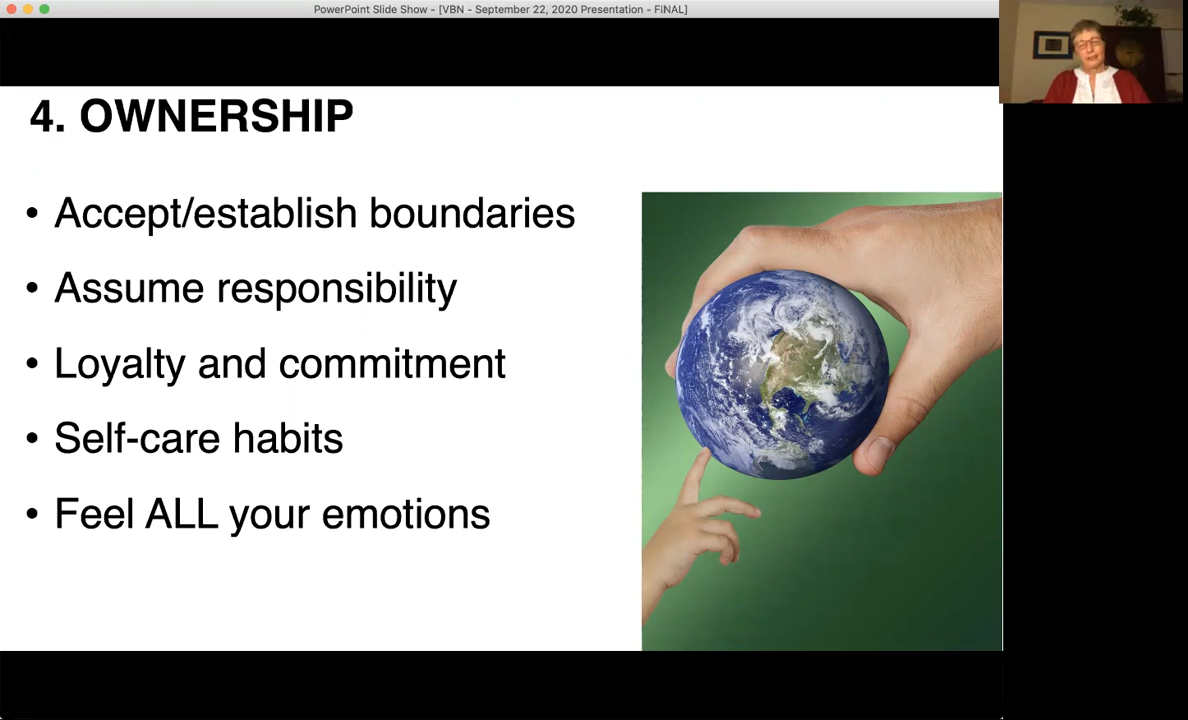 PowerPoint Slide Show - [VBN - September 22, 2020 Presentation - FiNAL]
4. OWNERSHIP
• Accept/establish boundaries
• Assume responsibility
• Loyalty and commitment
• Self-care habits
• Feel ALL your emotions